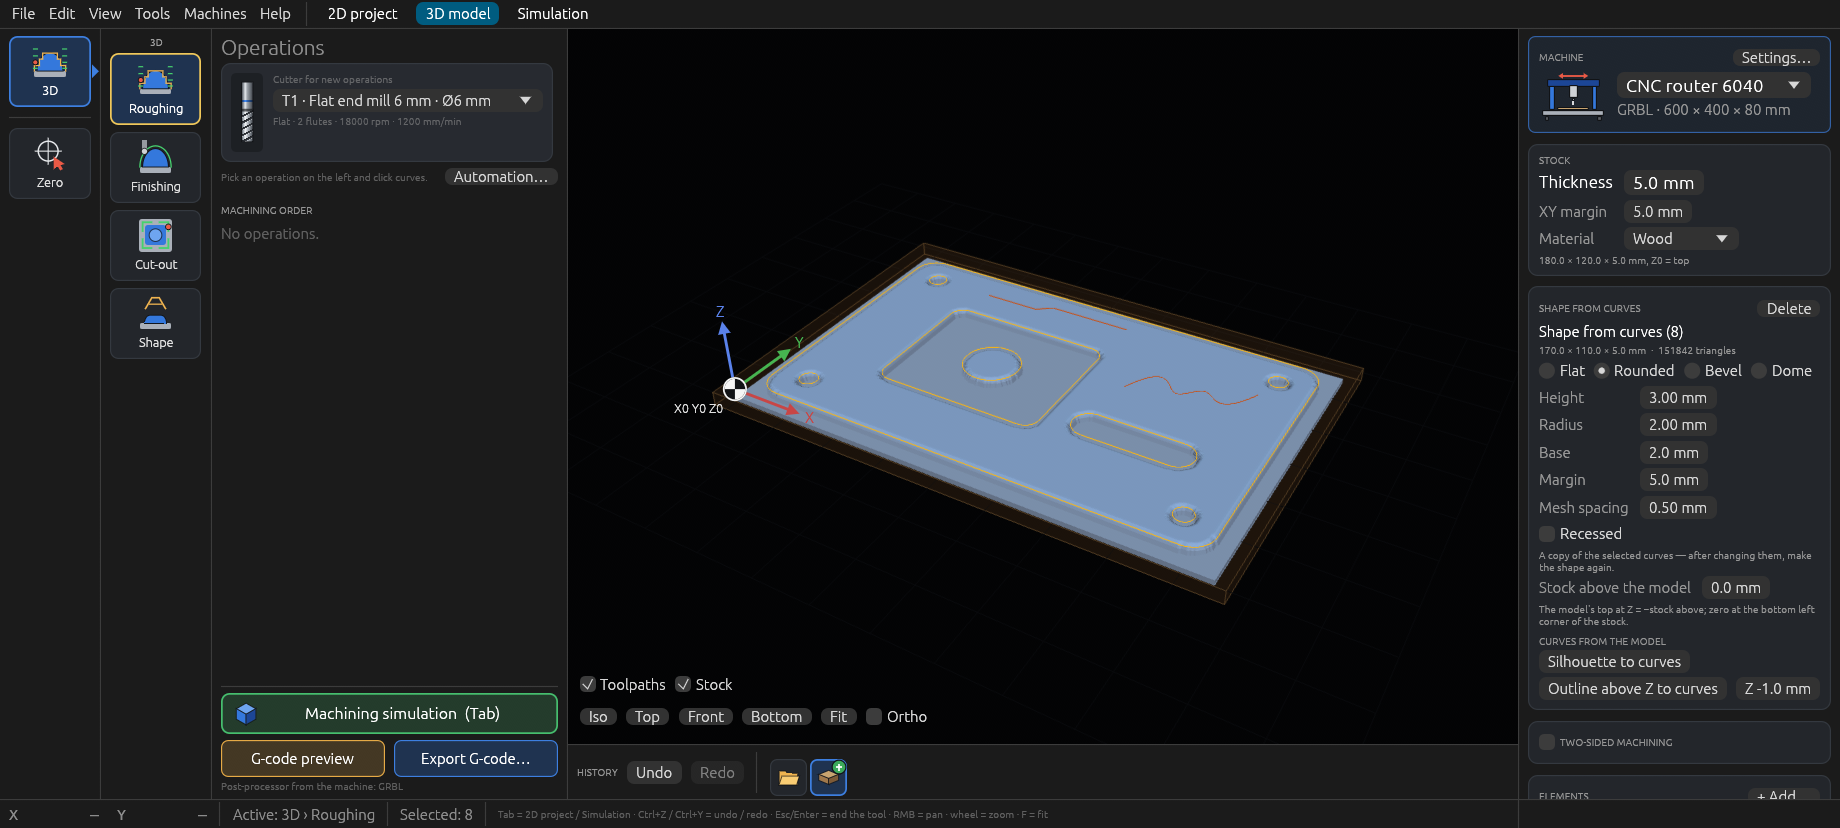 File Edit View Tools Machines Help 2D project 3D model Simulation
3D
Zero
3D
Roughing
Finishing
Cut-out
Shape
Operations
Cutter for new operations
T1 · Flat end mill 6 mm · Ø6 mm
Flat · 2 flutes · 18000 rpm · 1200 mm/min
Pick an operation on the left and click curves. Automation...
MACHINING ORDER
No operations.
Machining simulation (Tab)
G-code preview Export G-code...
Post-processor from the machine: GRBL
Z
Y
X
X0 Y0 Z0
Toolpaths Stock
Iso Top Front Bottom Fit Ortho
HISTORY Undo Redo
MACHINE Settings...
CNC router 6040
GRBL · 600 × 400 × 80 mm
STOCK
Thickness 5.0 mm
XY margin 5.0 mm
Material Wood
180.0 × 120.0 × 5.0 mm, Z0 = top
SHAPE FROM CURVES Delete
Shape from curves (8)
170.0 × 110.0 × 5.0 mm · 151842 triangles
Flat Rounded Bevel Dome
Height 3.00 mm
Radius 2.00 mm
Base 2.0 mm
Margin 5.0 mm
Mesh spacing 0.50 mm
Recessed
A copy of the selected curves — after changing them, make
the shape again.
Stock above the model 0.0 mm
The model's top at Z = −stock above; zero at the bottom left
corner of the stock.
CURVES FROM THE MODEL
Silhouette to curves
Outline above Z to curves Z -1.0 mm
TWO-SIDED MACHINING
ELEMENTS + Add
X – Y – Active: 3D › Roughing Selected: 8 Tab = 2D project / Simulation · Ctrl+Z / Ctrl+Y = undo / redo · Esc/Enter = end the tool · RMB = pan · wheel = zoom · F = fit